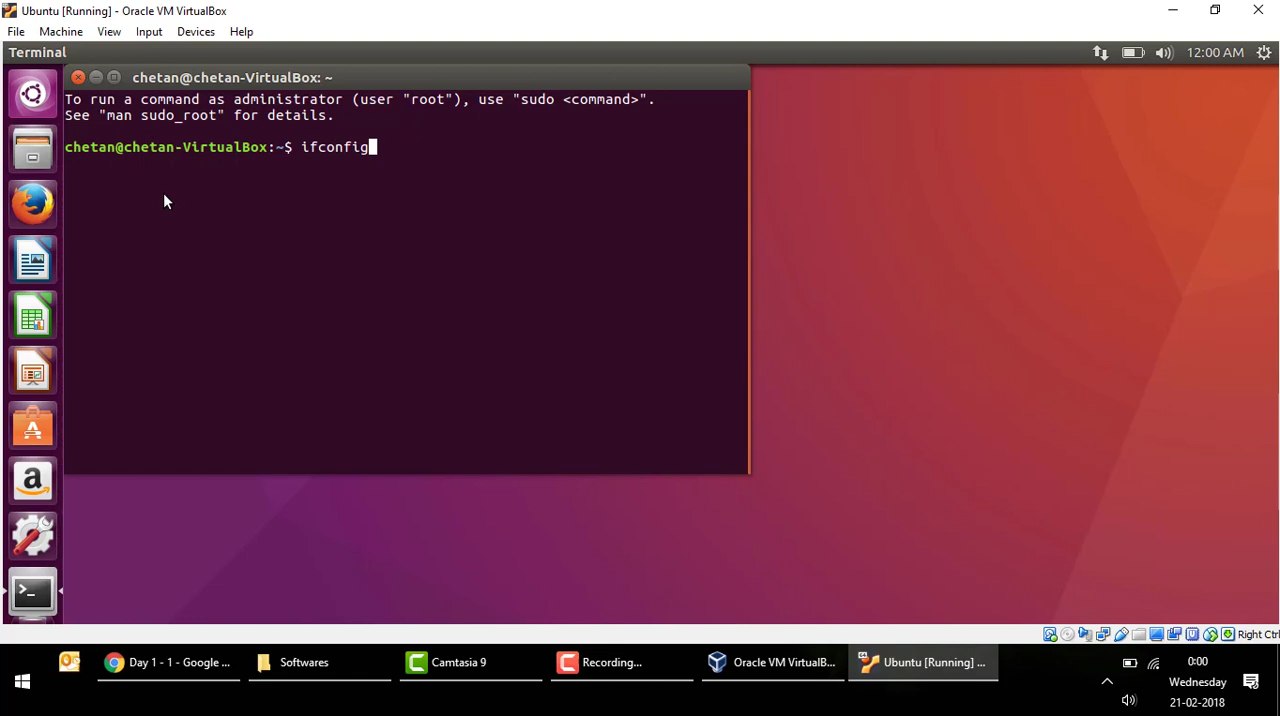 Ubuntu [Running] - Oracle VM VirtualBox
File Machine View Input Devices Help
Terminal
12:00 AM
chetan@chetan-VirtualBox: ~
To run a command as administrator (user "root"), use "sudo <command>".
See "man sudo_root" for details.
chetan@chetan-VirtualBox:~$ ifconfig
Right Ctrl
Day 1 - 1 - Google ...
Softwares
Camtasia 9
Recording...
Oracle VM VirtualB...
Ubuntu [Running] ...
0:00
Wednesday
21-02-2018